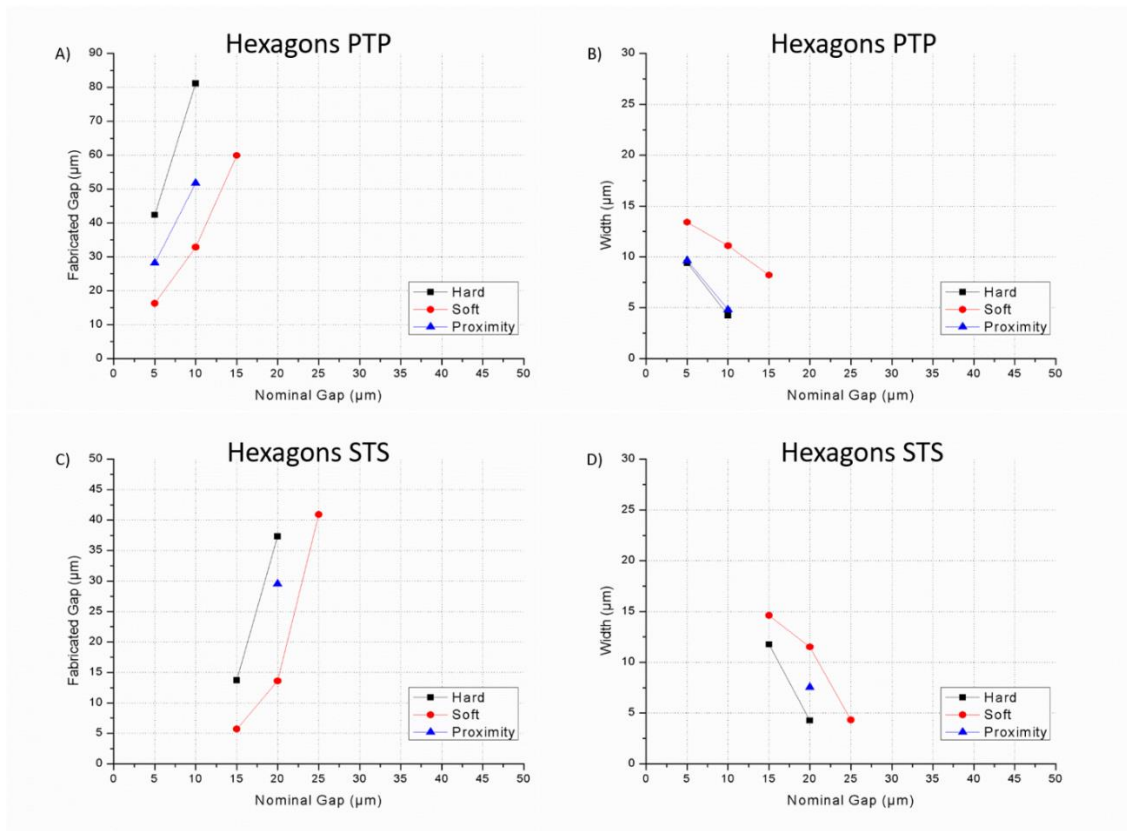 A) Hexagons PTP
90
80
70
60
50
40
30
20
10
0
Fabricated Gap (µm)
Hard
Soft
Proximity
0 5 10 15 20 25 30 35 40 45 50
Nominal Gap (µm)
B) Hexagons PTP
30
25
20
15
10
5
0
Width (µm)
Hard
Soft
Proximity
0 5 10 15 20 25 30 35 40 45 50
Nominal Gap (µm)
C) Hexagons STS
50
45
40
35
30
25
20
15
10
5
0
Fabricated Gap (µm)
Hard
Soft
Proximity
0 5 10 15 20 25 30 35 40 45 50
Nominal Gap (µm)
D) Hexagons STS
30
25
20
15
10
5
0
Width (µm)
Hard
Soft
Proximity
0 5 10 15 20 25 30 35 40 45 50
Nominal Gap (µm)